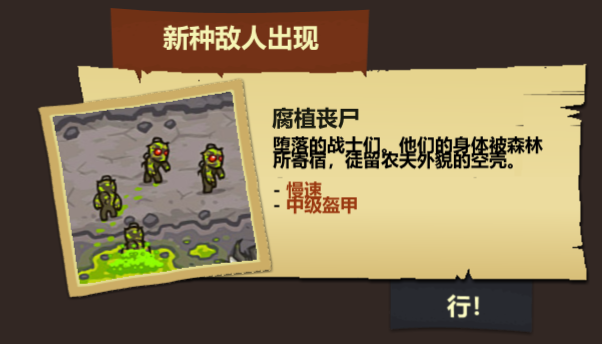 新种敌人出现
腐植丧尸
堕落的战士们。他们的身体被森林
所寄宿，徒留农夫外貌的空壳。
- 慢速
- 中级盔甲
行!